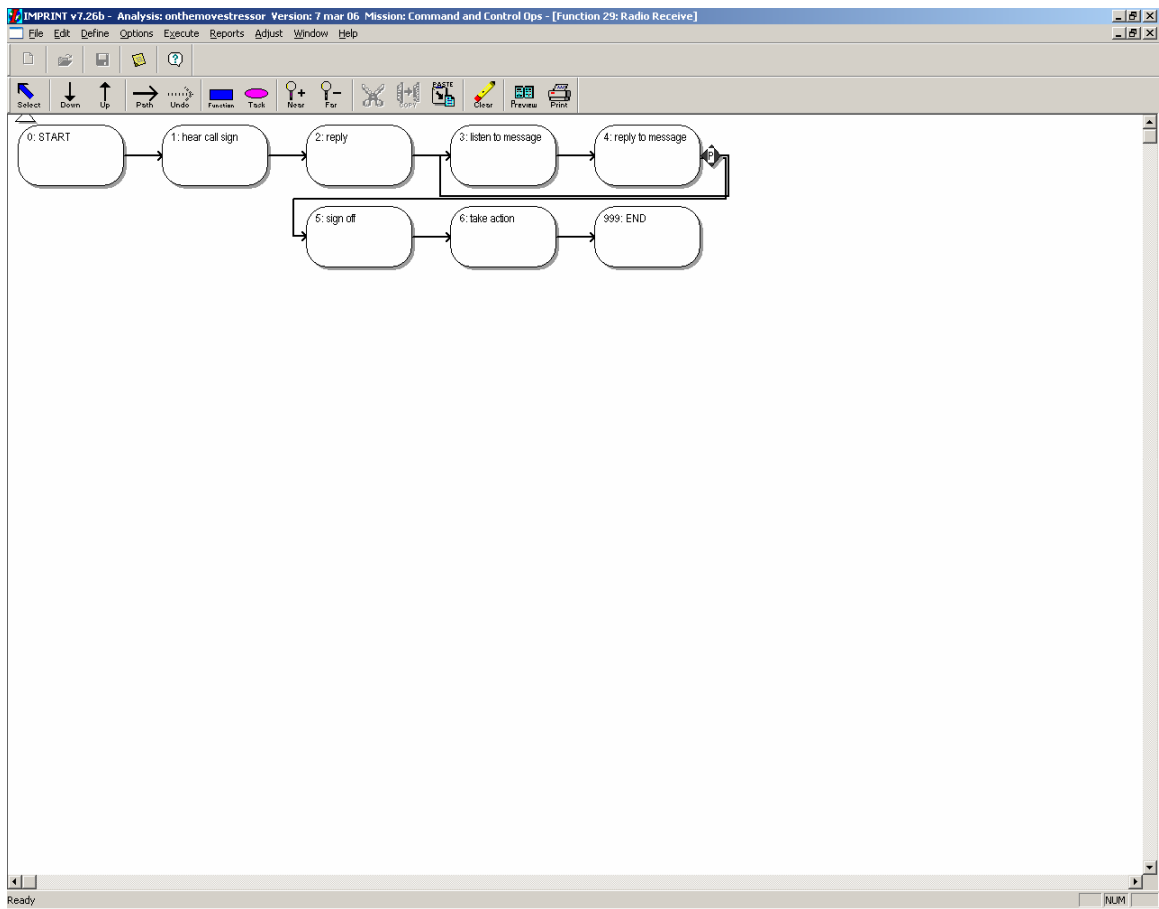 IMPRINT v7.26b - Analysis: onthemovestressor Version: 7 mar 06 Mission: Command and Control Ops - [Function 29: Radio Receive]
File Edit Define Options Execute Reports Adjust Window Help
PASTE
Select Down Up Path Undo Function Task Near Far COPY Clear Preview Print
0: START 1: hear call sign 2: reply 3: listen to message 4: reply to message
P
5: sign off 6: take action 999: END
Ready NUM